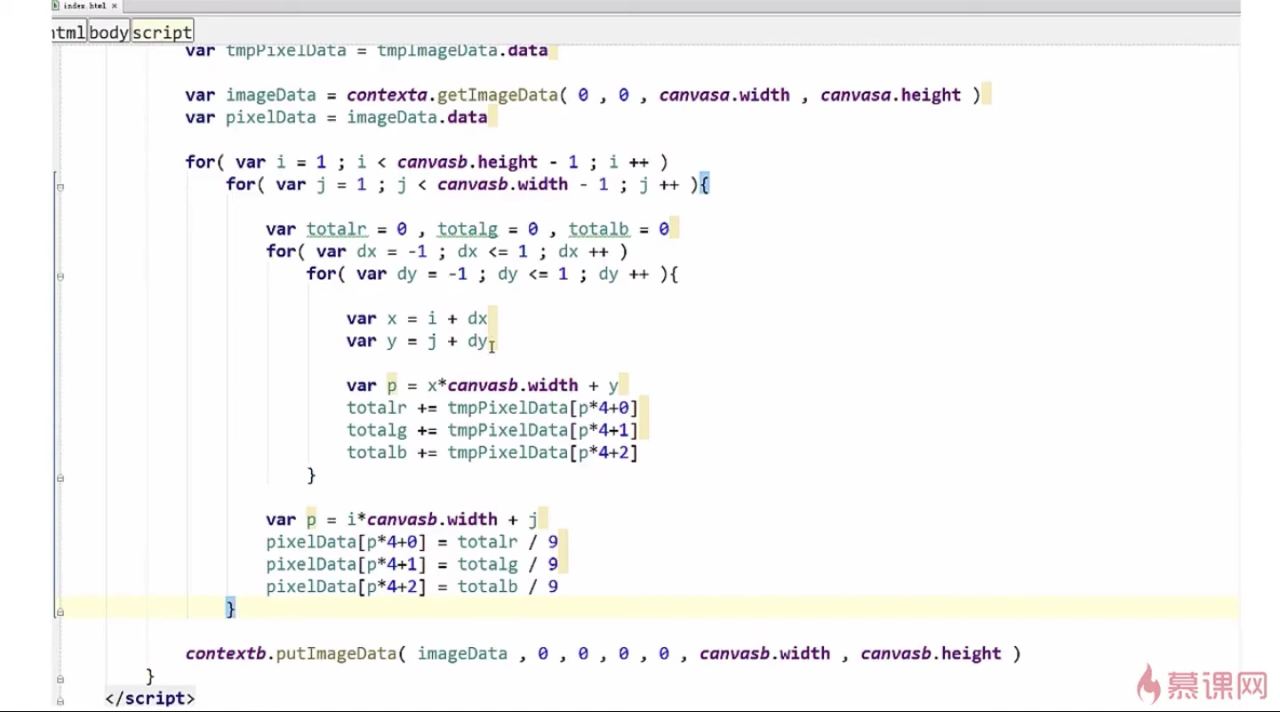 index.html ×
html body script
var tmpPixelData = tmpImageData.data
var imageData = contexta.getImageData( 0 , 0 , canvasa.width , canvasa.height )
var pixelData = imageData.data
for( var i = 1 ; i < canvasb.height - 1 ; i ++ )
for( var j = 1 ; j < canvasb.width - 1 ; j ++ ){
var totalr = 0 , totalg = 0 , totalb = 0
for( var dx = -1 ; dx <= 1 ; dx ++ )
for( var dy = -1 ; dy <= 1 ; dy ++ ){
var x = i + dx
var y = j + dy
var p = x*canvasb.width + y
totalr += tmpPixelData[p*4+0]
totalg += tmpPixelData[p*4+1]
totalb += tmpPixelData[p*4+2]
}
var p = i*canvasb.width + j
pixelData[p*4+0] = totalr / 9
pixelData[p*4+1] = totalg / 9
pixelData[p*4+2] = totalb / 9
}
contextb.putImageData( imageData , 0 , 0 , 0 , 0 , canvasb.width , canvasb.height )
}
</script>
慕课网